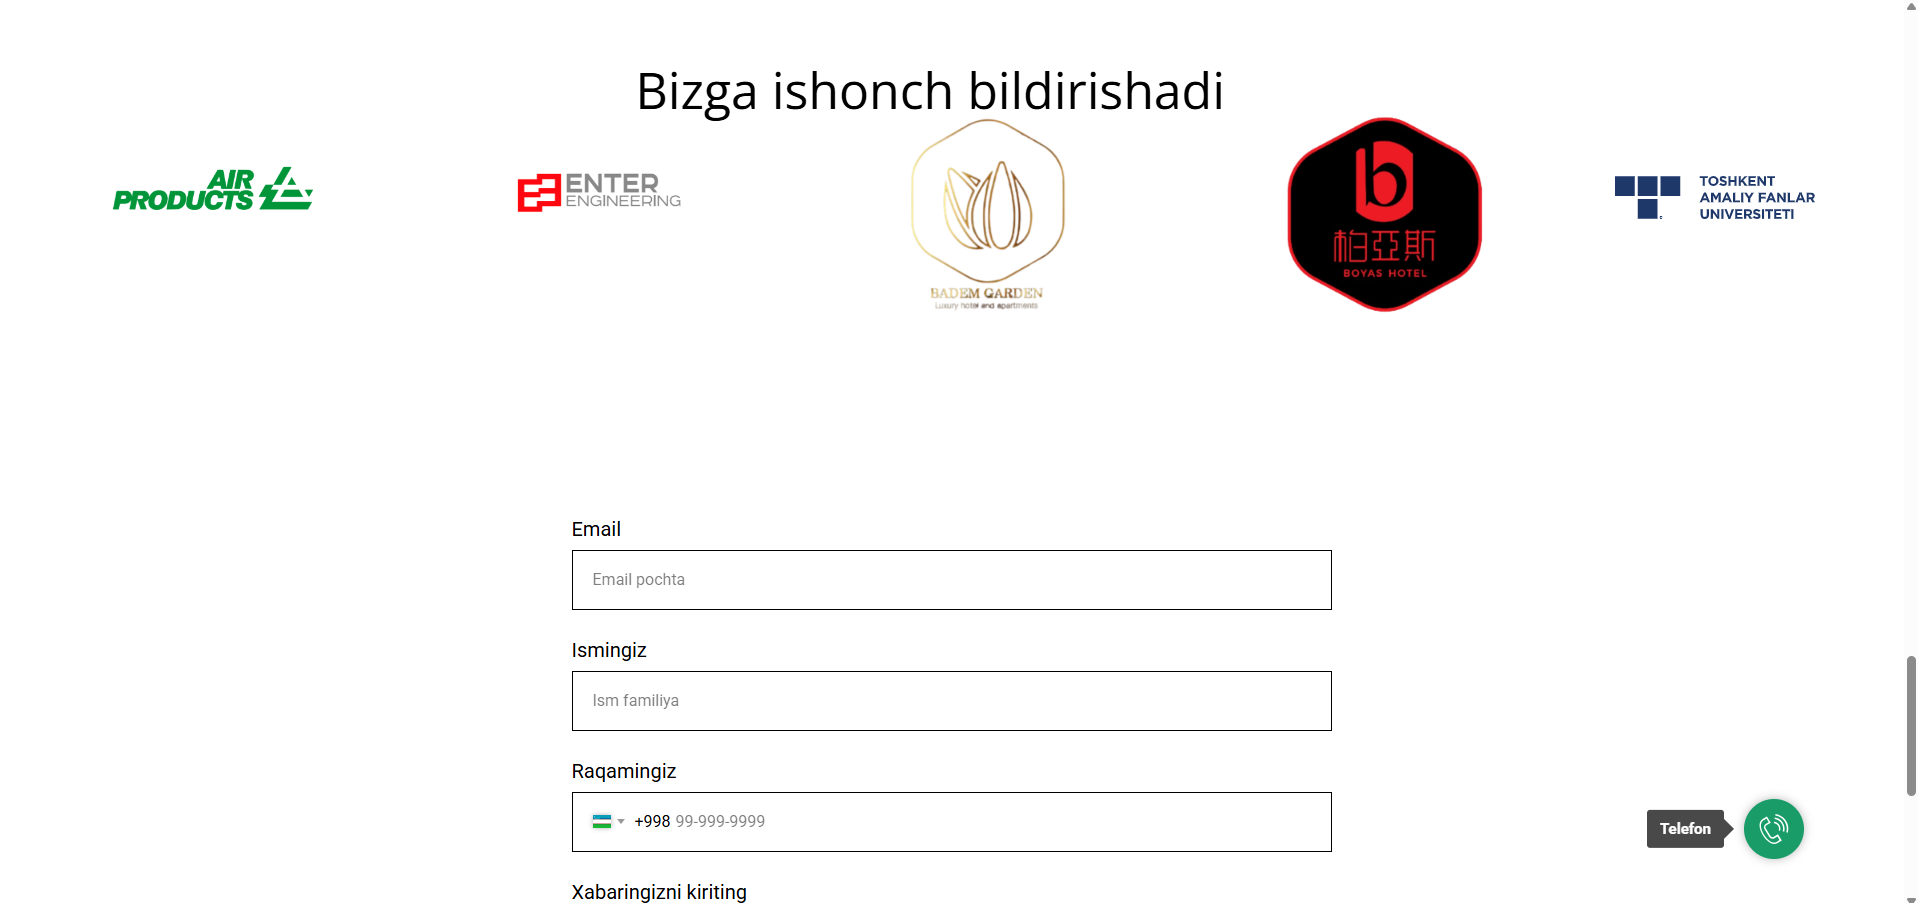 Bizga ishonch bildirishadi
AIR
PRODUCTS
ENTER
ENGINEERING
BADEM GARDEN
Luxury hotel and apartments
b
柏亞斯
BOYAS HOTEL
TOSHKENT
AMALIY FANLAR
UNIVERSITETI
Email
Email pochta
Ismingiz
Ism familiya
Raqamingiz
+998 99-999-9999
Telefon
Xabaringizni kiriting